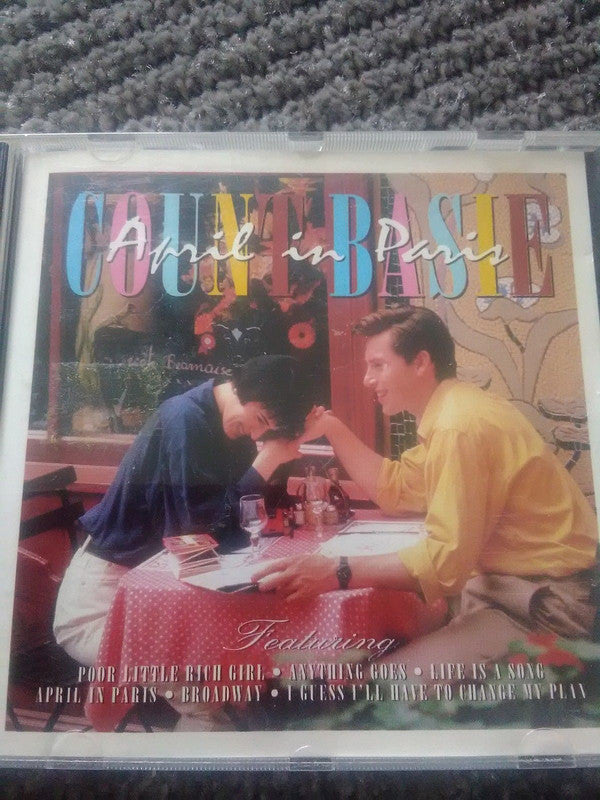 COUNT BASIE
April in Paris
Featuring
POOR LITTLE RICH GIRL • ANYTHING GOES • LIFE IS A SONG
APRIL IN PARIS • BROADWAY • I GUESS I'LL HAVE TO CHANGE MY PLAN